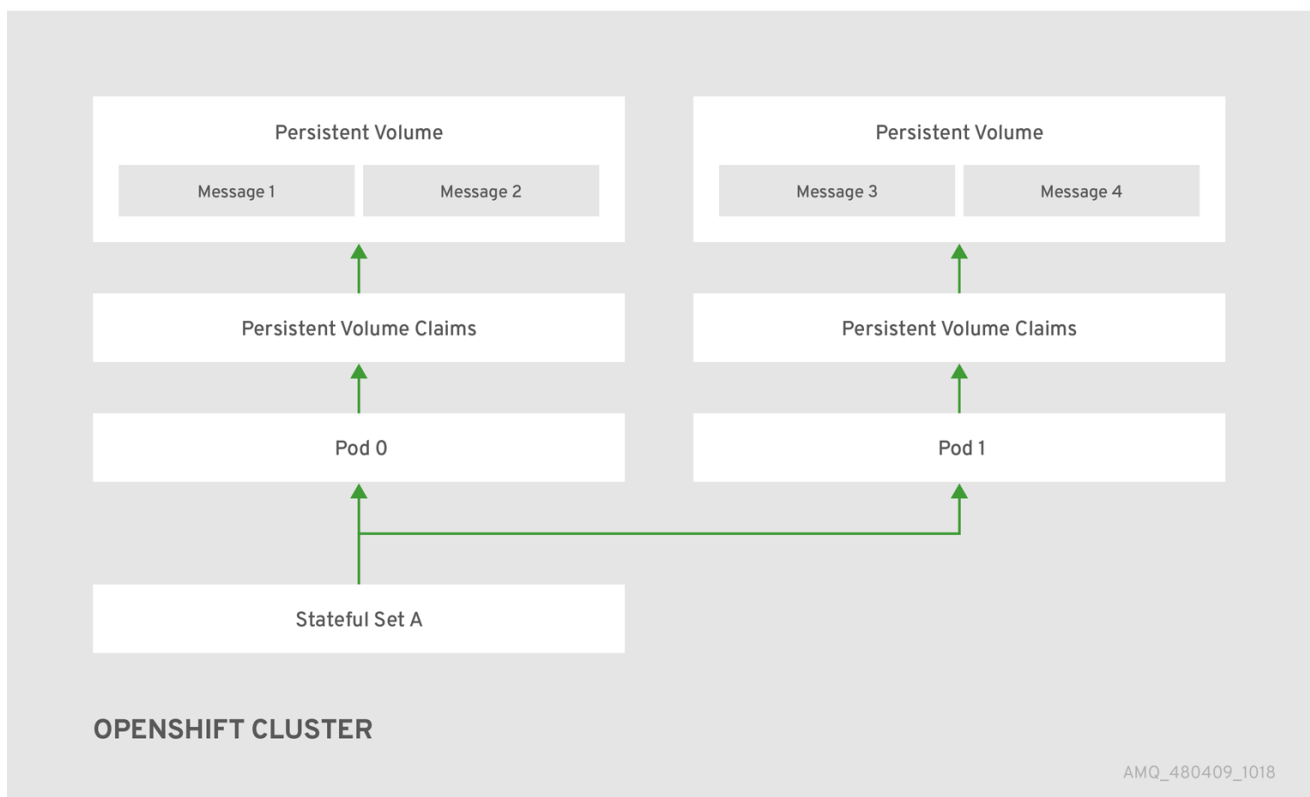 Persistent Volume
Message 1
Message 2
Persistent Volume
Message 3
Message 4
Persistent Volume Claims
Persistent Volume Claims
Pod 0
Pod 1
Stateful Set A
OPENSHIFT CLUSTER
AMQ_480409_1018